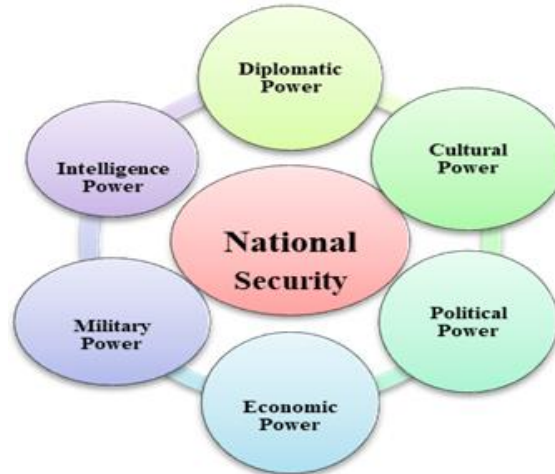 Diplomatic
Power
Cultural
Power
Intelligence
Power
National
Security
Political
Power
Military
Power
Economic
Power